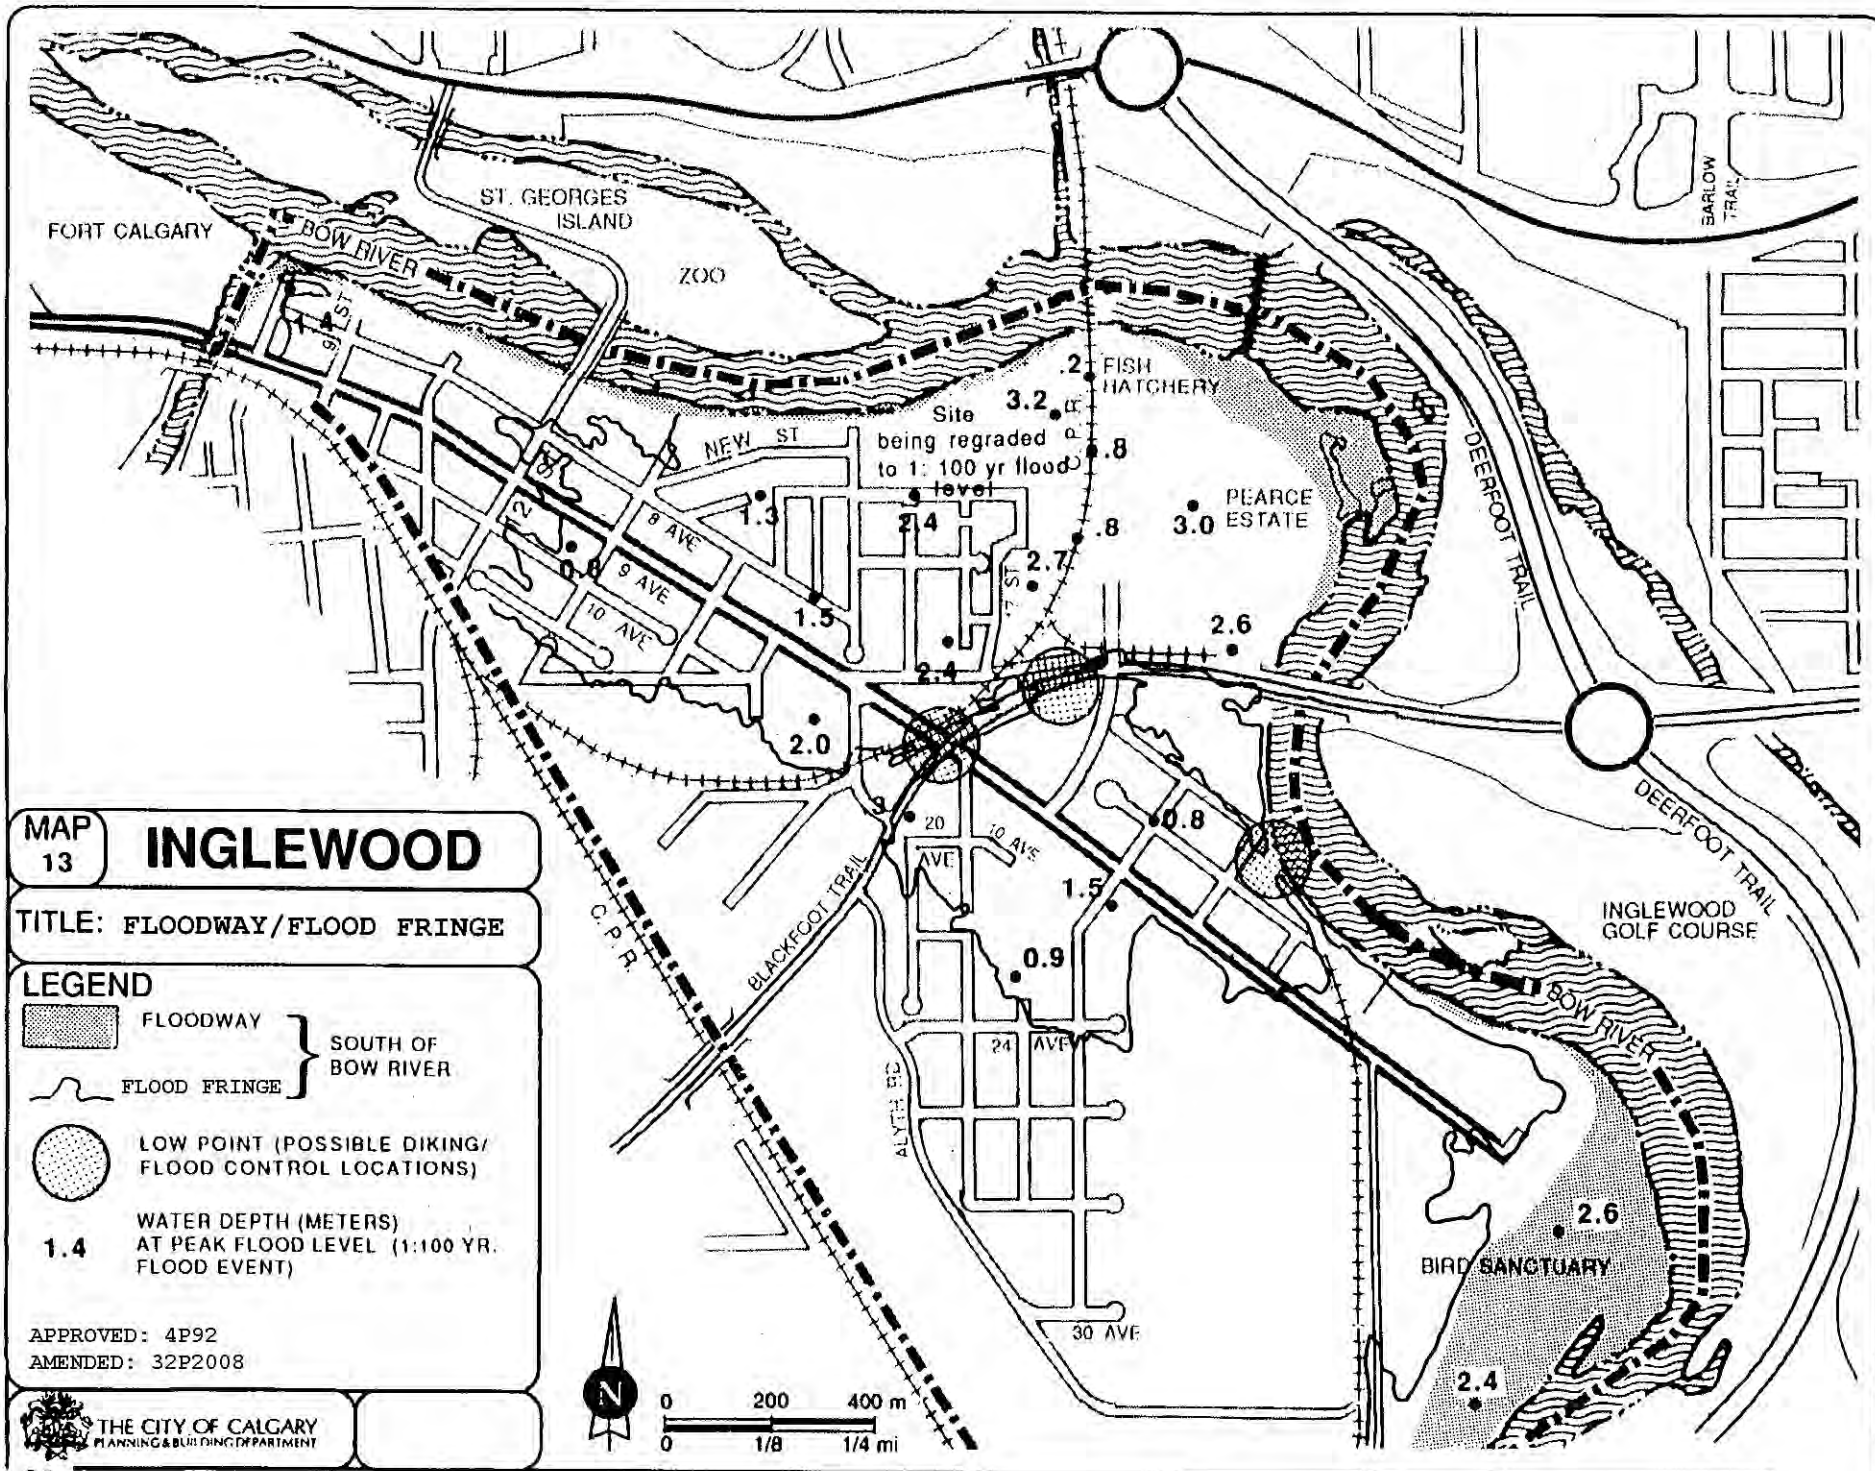 BARLOW
TRAIL
ST. GEORGES
ISLAND
FORT CALGARY
BOW RIVER
ZOO
.2
FISH
HATCHERY
3.2
Site
being regraded
to 1: 100 yr flood
level
C P R
.8
NEW ST
DEERFOOT TRAIL
PEARCE
ESTATE
3.0
1.3
2.4
.8
8 AVE
12 ST
0.8
9 AVE
2.7
17 ST
10 AVE
1.5
2.6
2.4
2.0
DEERFOOT TRAIL
.3
20
AVE
10 AVE
0.8
BLACKFOOT TRAIL
1.5
C. P. R.
INGLEWOOD
GOLF COURSE
0.9
BOW RIVER
24 AVE
2.6
BIRD SANCTUARY
30 AVE
2.4
MAP
13
INGLEWOOD
TITLE: FLOODWAY/FLOOD FRINGE
LEGEND
FLOODWAY
FLOOD FRINGE
SOUTH OF
BOW RIVER
LOW POINT (POSSIBLE DIKING/
FLOOD CONTROL LOCATIONS)
1.4
WATER DEPTH (METERS)
AT PEAK FLOOD LEVEL (1:100 YR.
FLOOD EVENT)
APPROVED: 4P92
AMENDED: 32P2008
THE CITY OF CALGARY
PLANNING & BUILDING DEPARTMENT
N
0 200 400 m
0 1/8 1/4 mi